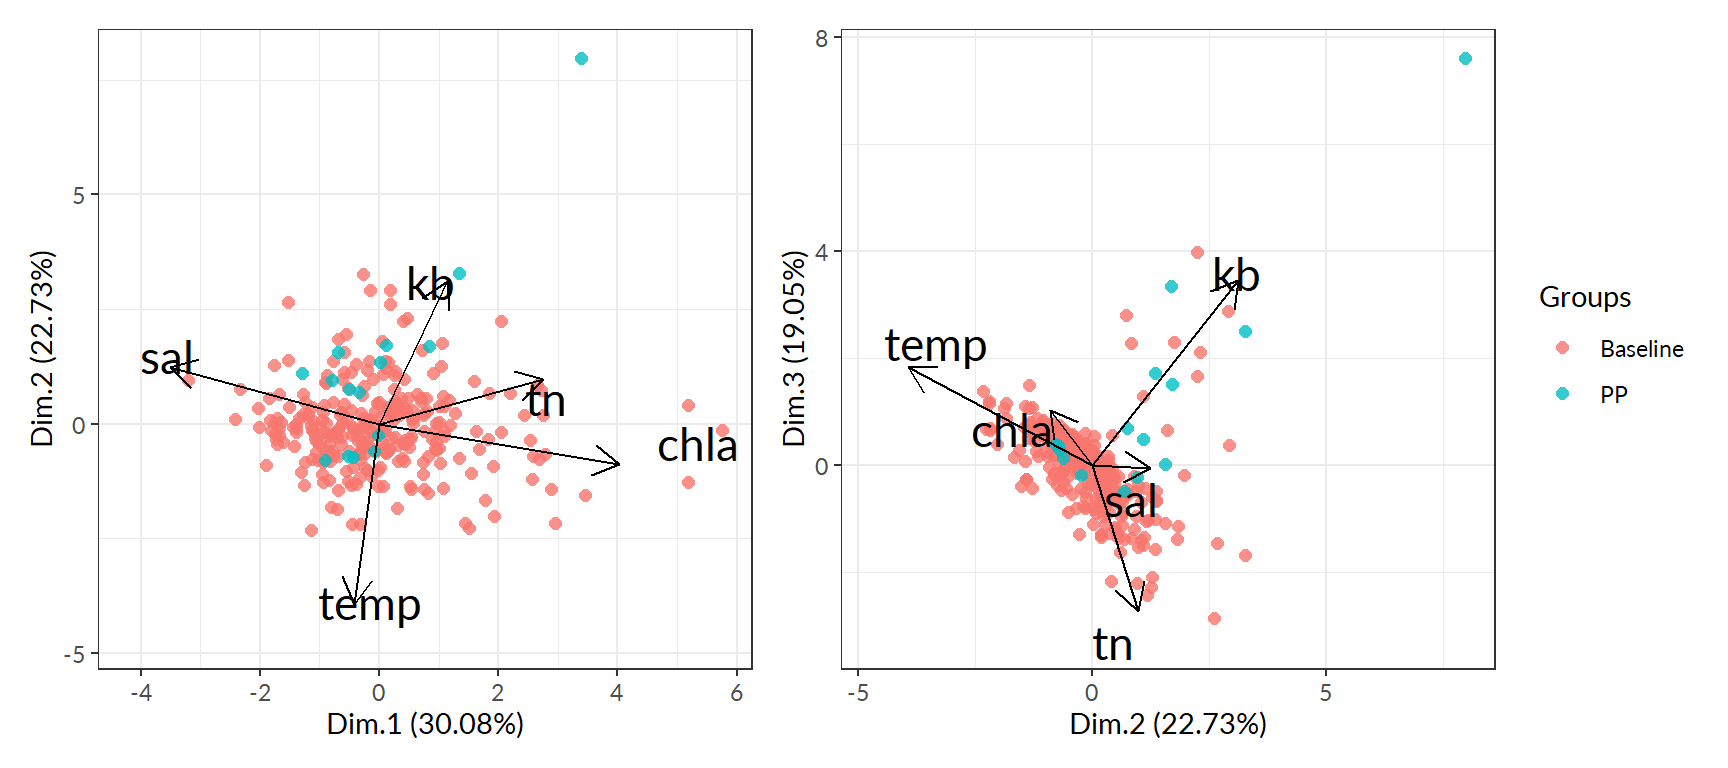 5
0
-5
-4
-2
0
2
4
6
Dim.1 (30.08%)
Dim.2 (22.73%)
sal
kb
tn
chla
temp
8
4
0
-5
0
5
Dim.2 (22.73%)
Dim.3 (19.05%)
kb
temp
chla
sal
tn
Groups
Baseline
PP